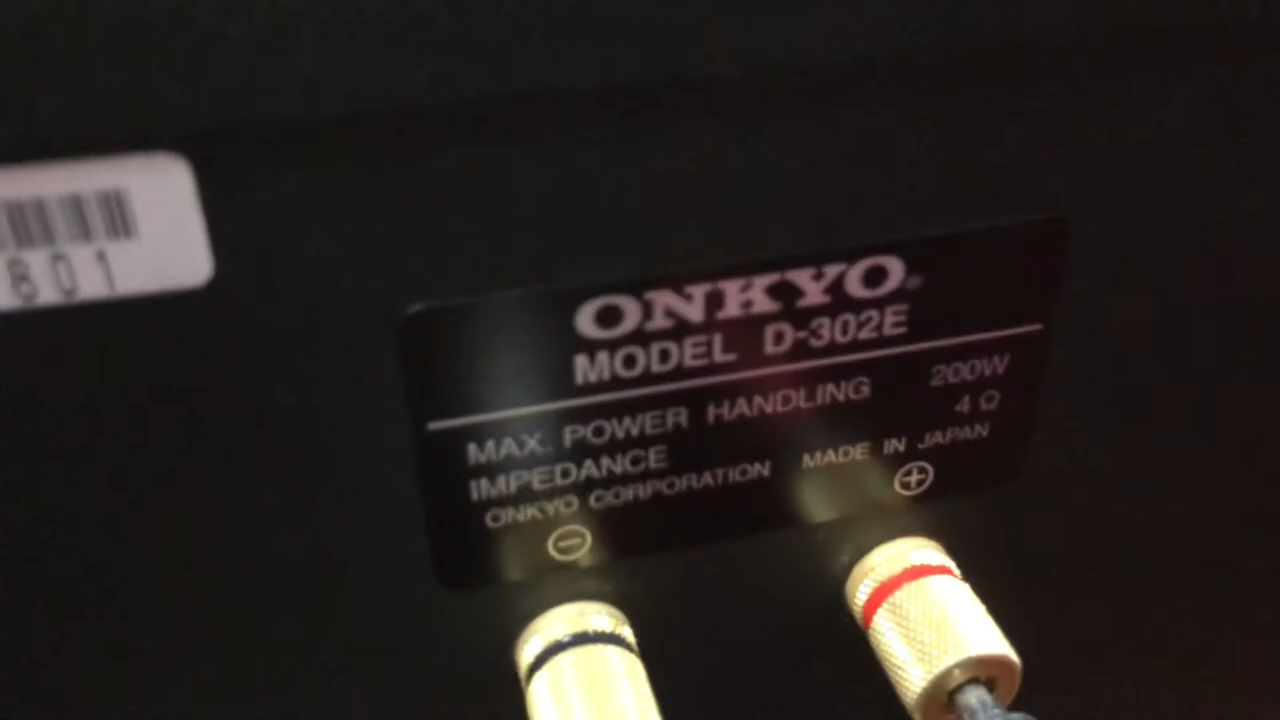 801
ONKYO®
MODEL D-302E
MAX. POWER HANDLING 200W
IMPEDANCE 4 Ω
ONKYO CORPORATION MADE IN JAPAN
⊖ ⊕